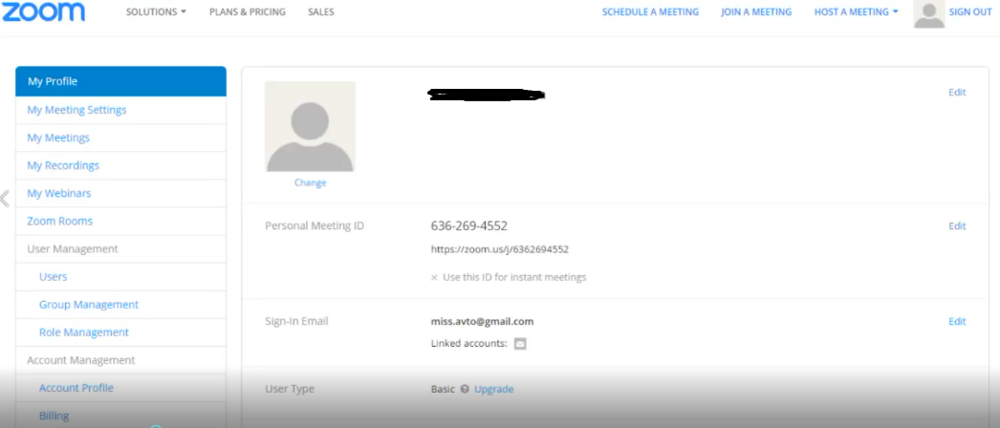 zoom
SOLUTIONS
PLANS & PRICING
SALES
SCHEDULE A MEETING
JOIN A MEETING
HOST A MEETING
SIGN OUT
My Profile
My Meeting Settings
My Meetings
My Recordings
My Webinars
Zoom Rooms
User Management
Users
Group Management
Role Management
Account Management
Account Profile
Billing
Edit
Change
Personal Meeting ID
636-269-4552
Edit
https://zoom.us/j/6362694552
× Use this ID for instant meetings
Sign-In Email
miss.avto@gmail.com
Edit
Linked accounts:
User Type
Basic ? Upgrade